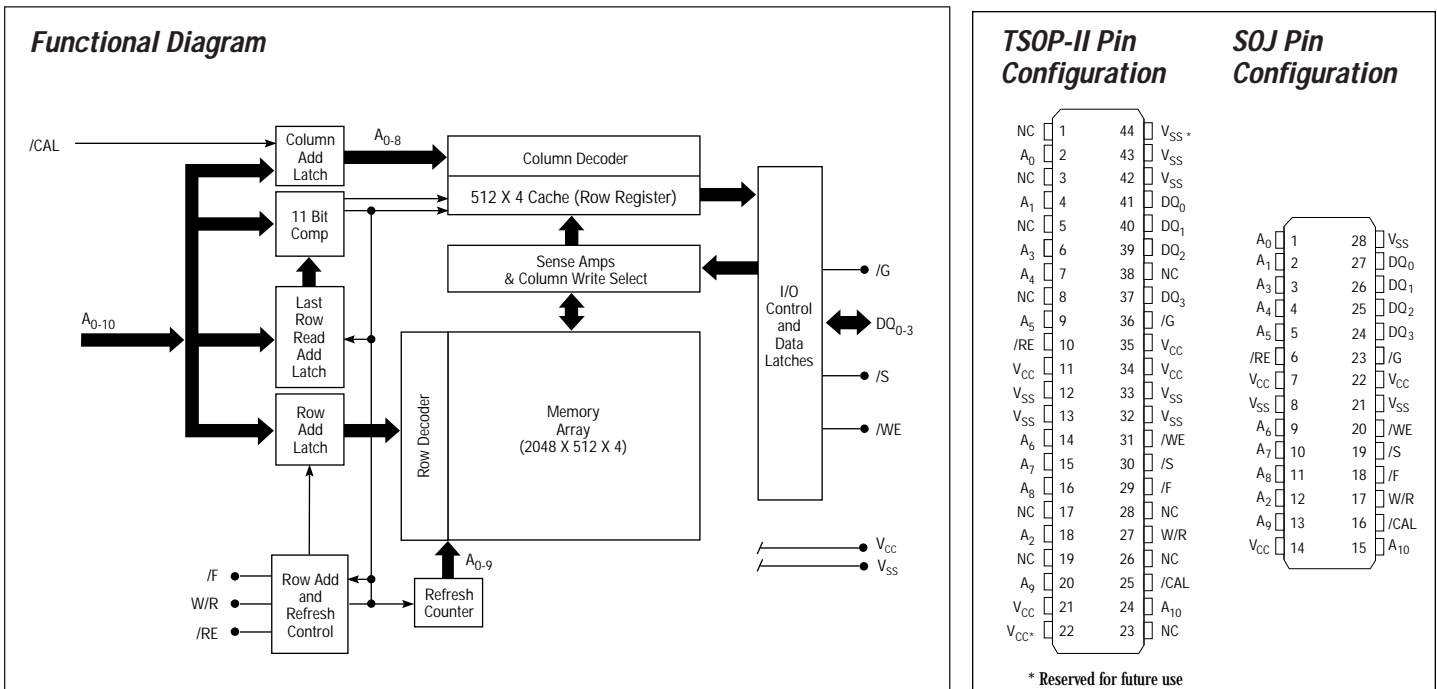 Functional Diagram
/CAL
Column
Add
Latch
A0-8
Column Decoder
512 X 4 Cache (Row Register)
11 Bit
Comp
Sense Amps
& Column Write Select
Last
Row
Read
Add
Latch
A0-10
I/O
Control
and
Data
Latches
/G
DQ0-3
/S
/WE
Row
Add
Latch
Row Decoder
Memory
Array
(2048 X 512 X 4)
VCC
VSS
A0-9
/F
W/R
/RE
Row Add
and
Refresh
Control
Refresh
Counter
TSOP-II Pin
Configuration
NC 1 44 VSS *
A0 2 43 VSS
NC 3 42 VSS
A1 4 41 DQ0
NC 5 40 DQ1
A3 6 39 DQ2
A4 7 38 NC
NC 8 37 DQ3
A5 9 36 /G
/RE 10 35 VCC
VCC 11 34 VCC
VSS 12 33 VSS
VSS 13 32 VSS
A6 14 31 /WE
A7 15 30 /S
A8 16 29 /F
NC 17 28 NC
A2 18 27 W/R
NC 19 26 NC
A9 20 25 /CAL
VCC 21 24 A10
VCC* 22 23 NC
* Reserved for future use
SOJ Pin
Configuration
A0 1 28 VSS
A1 2 27 DQ0
A3 3 26 DQ1
A4 4 25 DQ2
A5 5 24 DQ3
/RE 6 23 /G
VCC 7 22 VCC
VSS 8 21 VSS
A6 9 20 /WE
A7 10 19 /S
A8 11 18 /F
A2 12 17 W/R
A9 13 16 /CAL
VCC 14 15 A10